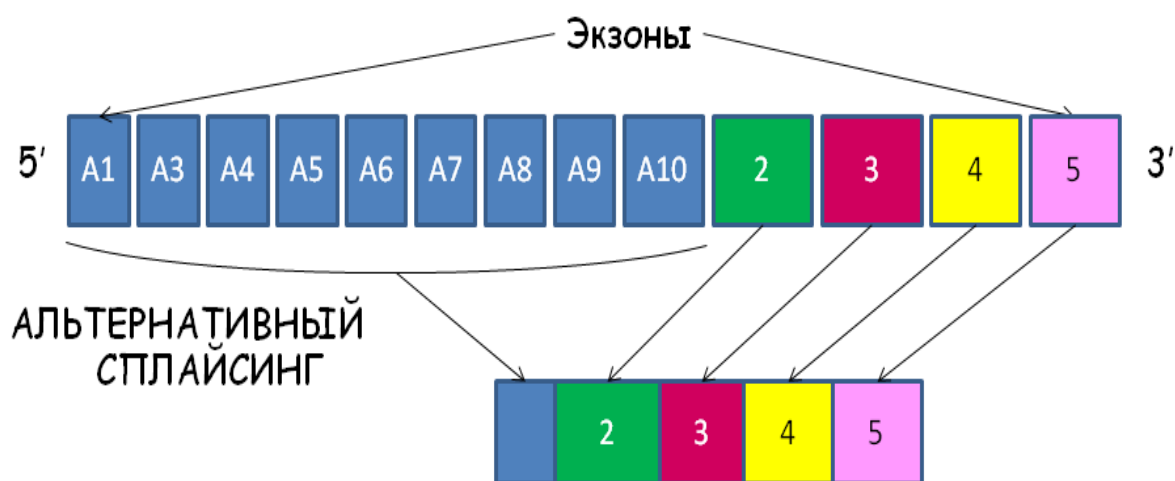 Экзоны
5' A1 A3 A4 A5 A6 A7 A8 A9 A10 2 3 4 5 3'
АЛЬТЕРНАТИВНЫЙ
СПЛАЙСИНГ
2 3 4 5